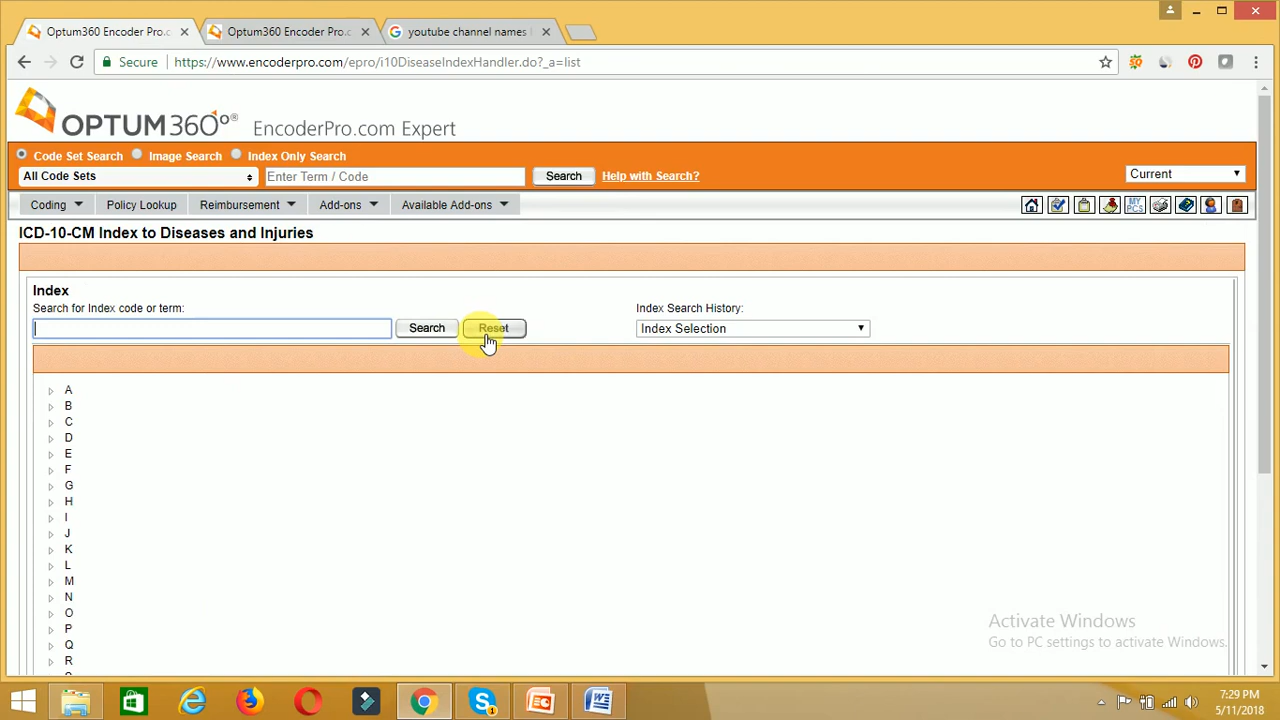 Optum360 Encoder Pro.c
Optum360 Encoder Pro.c
youtube channel names
Secure
https://www.encoderpro.com/epro/i10DiseaseIndexHandler.do?_a=list
OPTUM360°® EncoderPro.com Expert
Code Set Search
Image Search
Index Only Search
All Code Sets
Enter Term / Code
Search
Help with Search?
Current
Coding
Policy Lookup
Reimbursement
Add-ons
Available Add-ons
MY PCS
ICD-10-CM Index to Diseases and Injuries
Index
Search for Index code or term:
Index Search History:
Search
Reset
Index Selection
A
B
C
D
E
F
G
H
I
J
K
L
M
N
O
P
Q
R
Activate Windows
Go to PC settings to activate Windows.
7:29 PM
5/11/2018